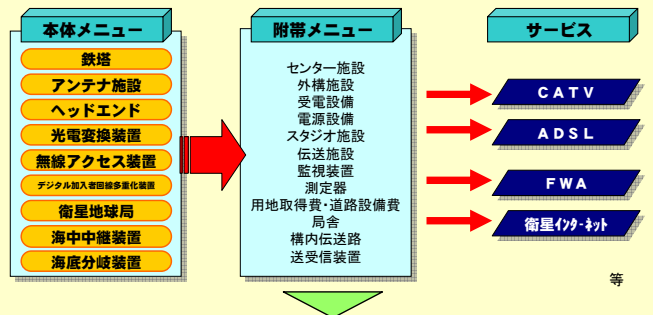 本体メニュー
鉄塔
アンテナ施設
ヘッドエンド
光電変換装置
無線アクセス装置
デジタル加入者回線多重化装置
衛星地球局
海中中継装置
海底分岐装置
附帯メニュー
センター施設
外構施設
受電設備
電源設備
スタジオ施設
伝送施設
監視装置
測定器
用地取得費・道路設備費
局舎
構内伝送路
送受信装置
サービス
ＣＡＴＶ
ＡＤＳＬ
ＦＷＡ
衛星ｲﾝﾀｰﾈｯﾄ
等